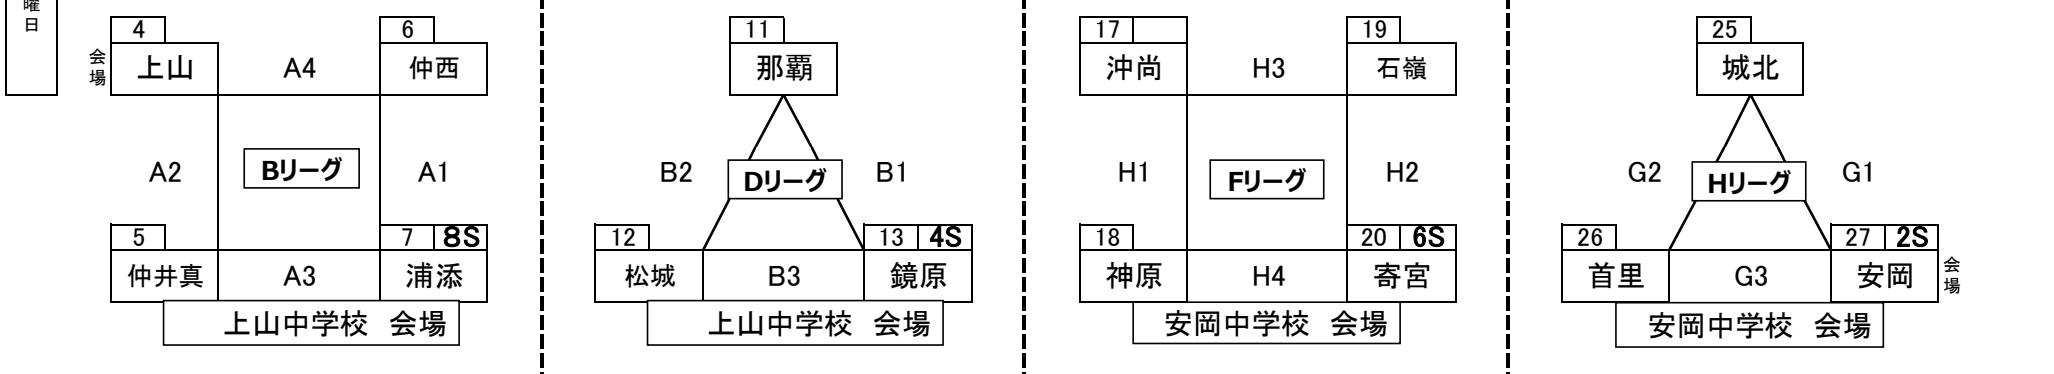 曜日
4
6
会場
上山
A4
仲西
A2
Bリーグ
A1
5
7
8S
仲井真
A3
浦添
上山中学校 会場
11
那覇
B2
Dリーグ
B1
12
13
4S
松城
B3
鏡原
上山中学校 会場
17
19
沖尚
H3
石嶺
H1
Fリーグ
H2
18
20
6S
神原
H4
寄宮
安岡中学校 会場
25
城北
G2
Hリーグ
G1
26
27
2S
首里
G3
安岡
会場
安岡中学校 会場